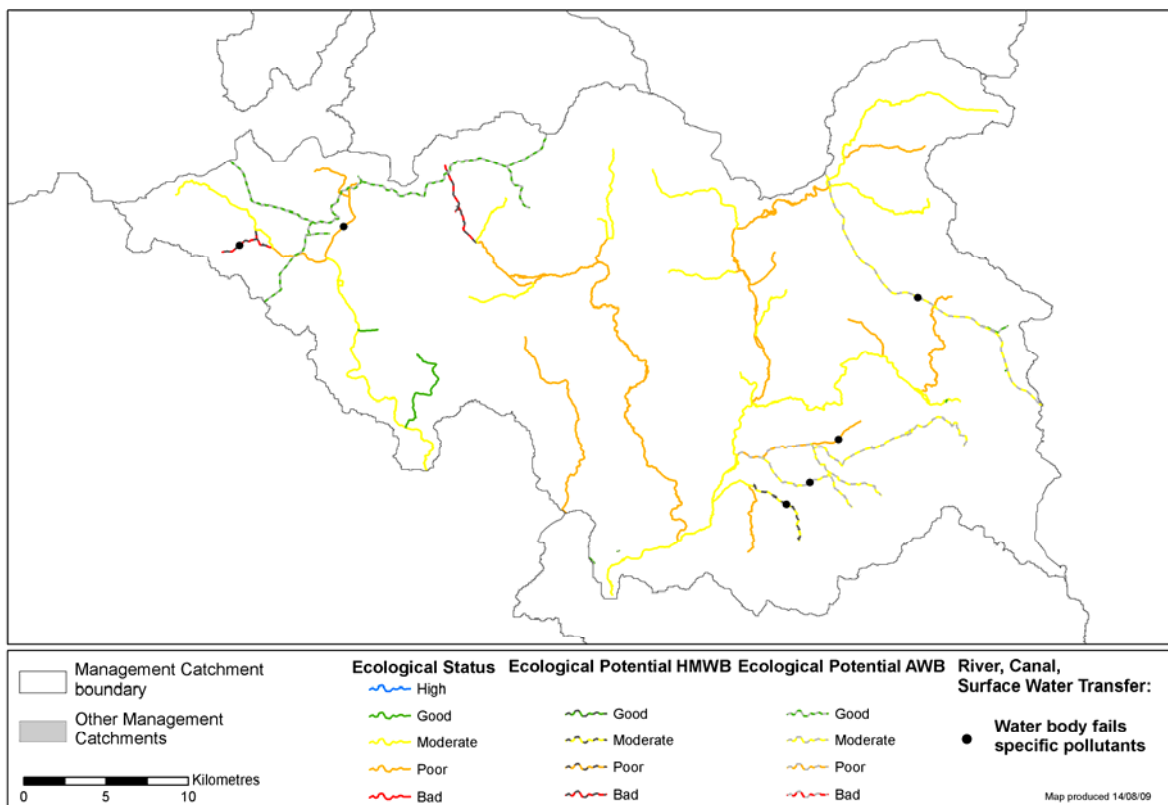 Management Catchment
boundary
Other Management
Catchments
Kilometres
0 5 10
Ecological Status
High
Good
Moderate
Poor
Bad
Ecological Potential HMWB
Good
Moderate
Poor
Bad
Ecological Potential AWB
Good
Moderate
Poor
Bad
River, Canal,
Surface Water Transfer:
Water body fails
specific pollutants
Map produced 14/08/09